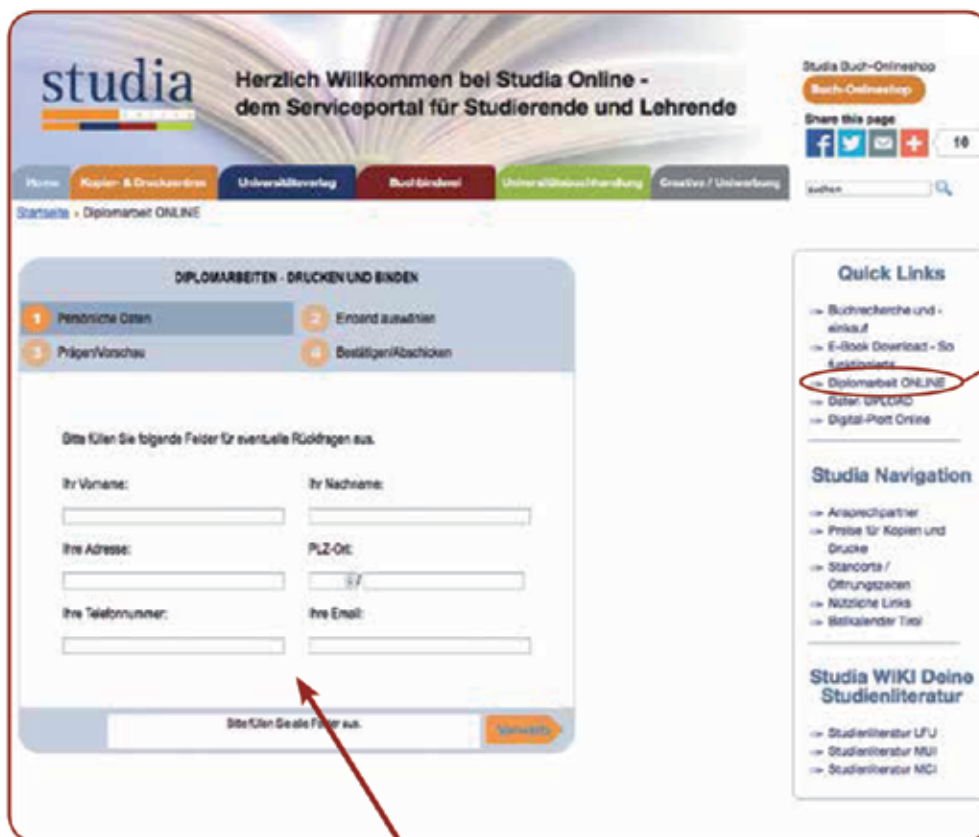 studia
Herzlich Willkommen bei Studia Online -
dem Serviceportal für Studierende und Lehrende
Studia Buch-Onlineshop
Buch-Onlineshop
Share this page
10
Home
Kopier- & Druckzentren
Universitätsverlag
Buchbinderei
Universitätsbuchhandlung
Creativa / Uniwerbung
suchen
Startseite › Diplomarbeit ONLINE
DIPLOMARBEITEN - DRUCKEN UND BINDEN
1 Persönliche Daten
2 Einband auswählen
3 Prägen/Vorschau
4 Bestätigen/Abschicken
Bitte füllen Sie folgende Felder für eventuelle Rückfragen aus.
Ihr Vorname:
Ihr Nachname:
Ihre Adresse:
PLZ-Ort:
/
Ihre Telefonnummer:
Ihre Email:
Bitte füllen Sie alle Felder aus.
Vorwärts
Quick Links
Buchrecherche und -
einkauf
E-Book Download - So
funktionierts
Diplomarbeit ONLINE
Daten UPLOAD
Digital-Plott Online
Studia Navigation
Ansprechpartner
Preise für Kopien und
Drucke
Standorte /
Öffnungszeiten
Nützliche Links
Ballkalender Tirol
Studia WIKI Deine
Studienliteratur
Studienliteratur LFU
Studienliteratur MUI
Studienliteratur MCI